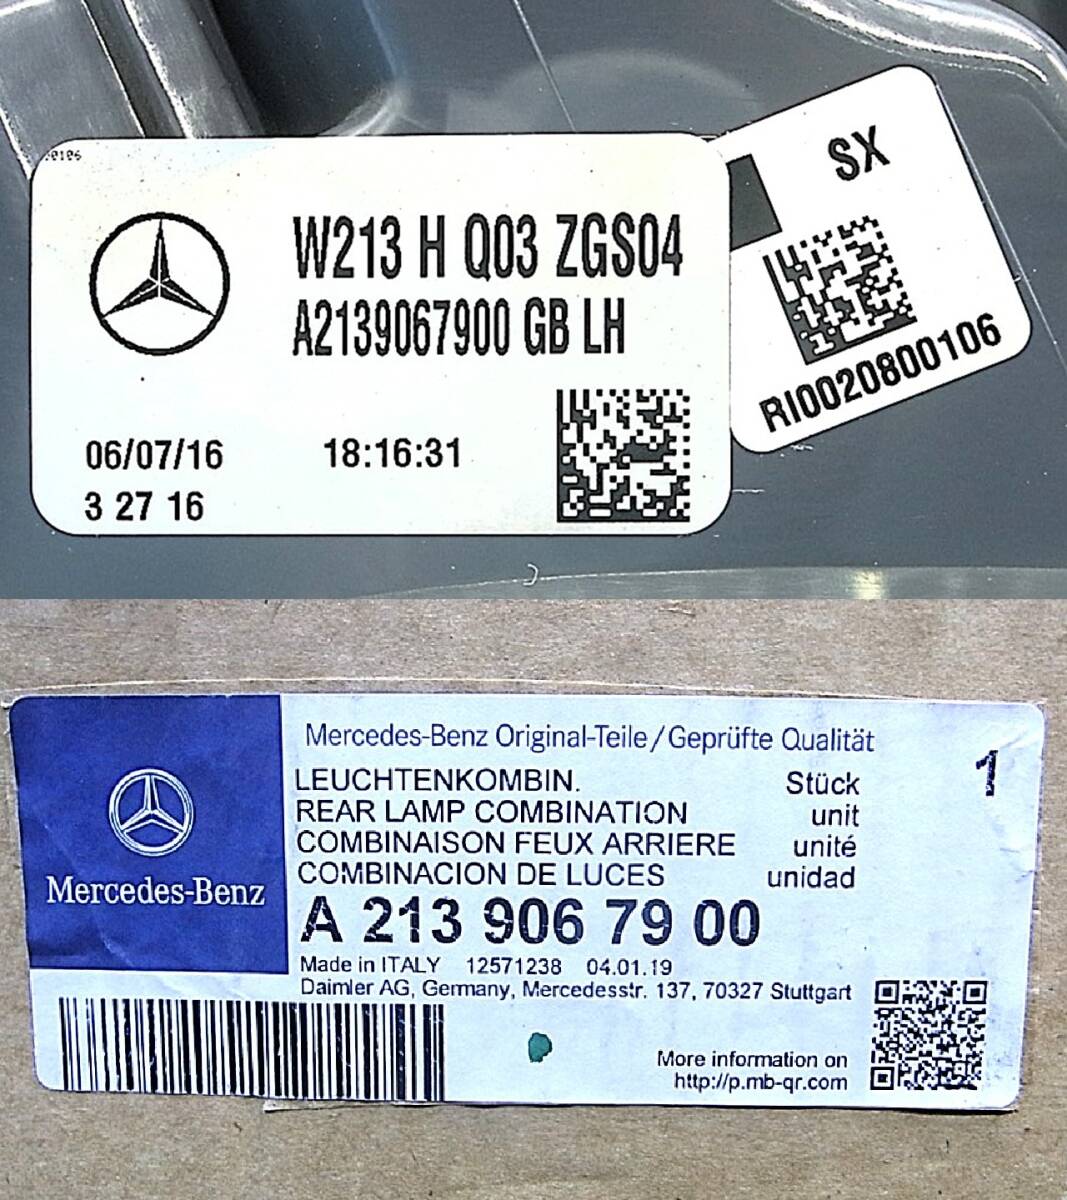 00106
W213 H Q03 ZGS04
A2139067900 GB LH
06/07/16 18:16:31
3 27 16
SX
RI0020800106
Mercedes-Benz
Mercedes-Benz Original-Teile/Geprüfte Qualität
LEUCHTENKOMBIN. Stück 1
REAR LAMP COMBINATION unit
COMBINAISON FEUX ARRIERE unité
COMBINACION DE LUCES unidad
A 213 906 79 00
Made in ITALY 12571238 04.01.19
Daimler AG, Germany, Mercedesstr. 137, 70327 Stuttgart
More information on
http://p.mb-qr.com